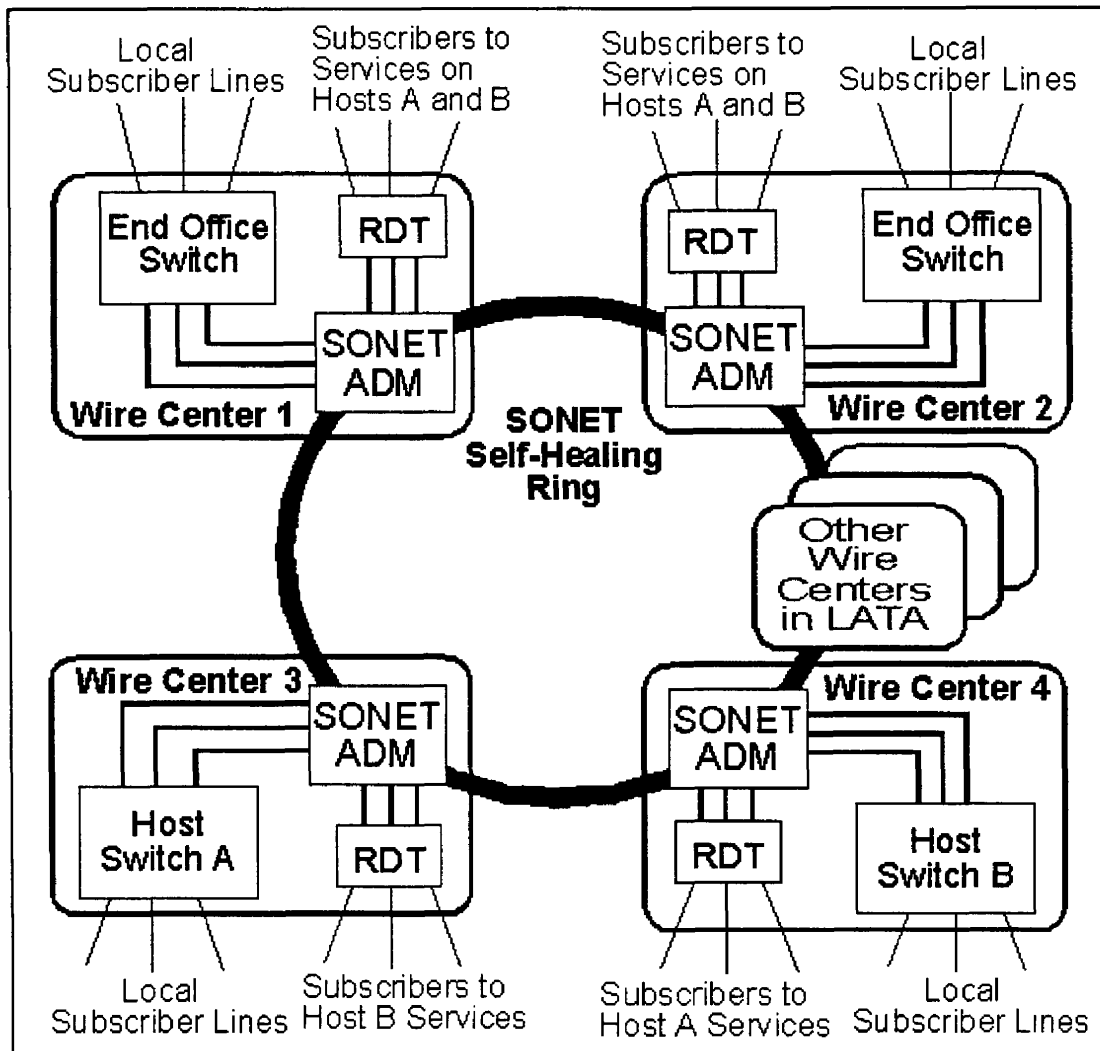 Local
Subscriber Lines
Subscribers to
Services on
Hosts A and B
Subscribers to
Services on
Hosts A and B
Local
Subscriber Lines
End Office
Switch
RDT
SONET
ADM
Wire Center 1
RDT
End Office
Switch
SONET
ADM
Wire Center 2
SONET
Self-Healing
Ring
Other
Wire
Centers
in LATA
Wire Center 3
SONET
ADM
Host
Switch A
RDT
Wire Center 4
SONET
ADM
RDT
Host
Switch B
Local
Subscriber Lines
Subscribers to
Host B Services
Subscribers to
Host A Services
Local
Subscriber Lines